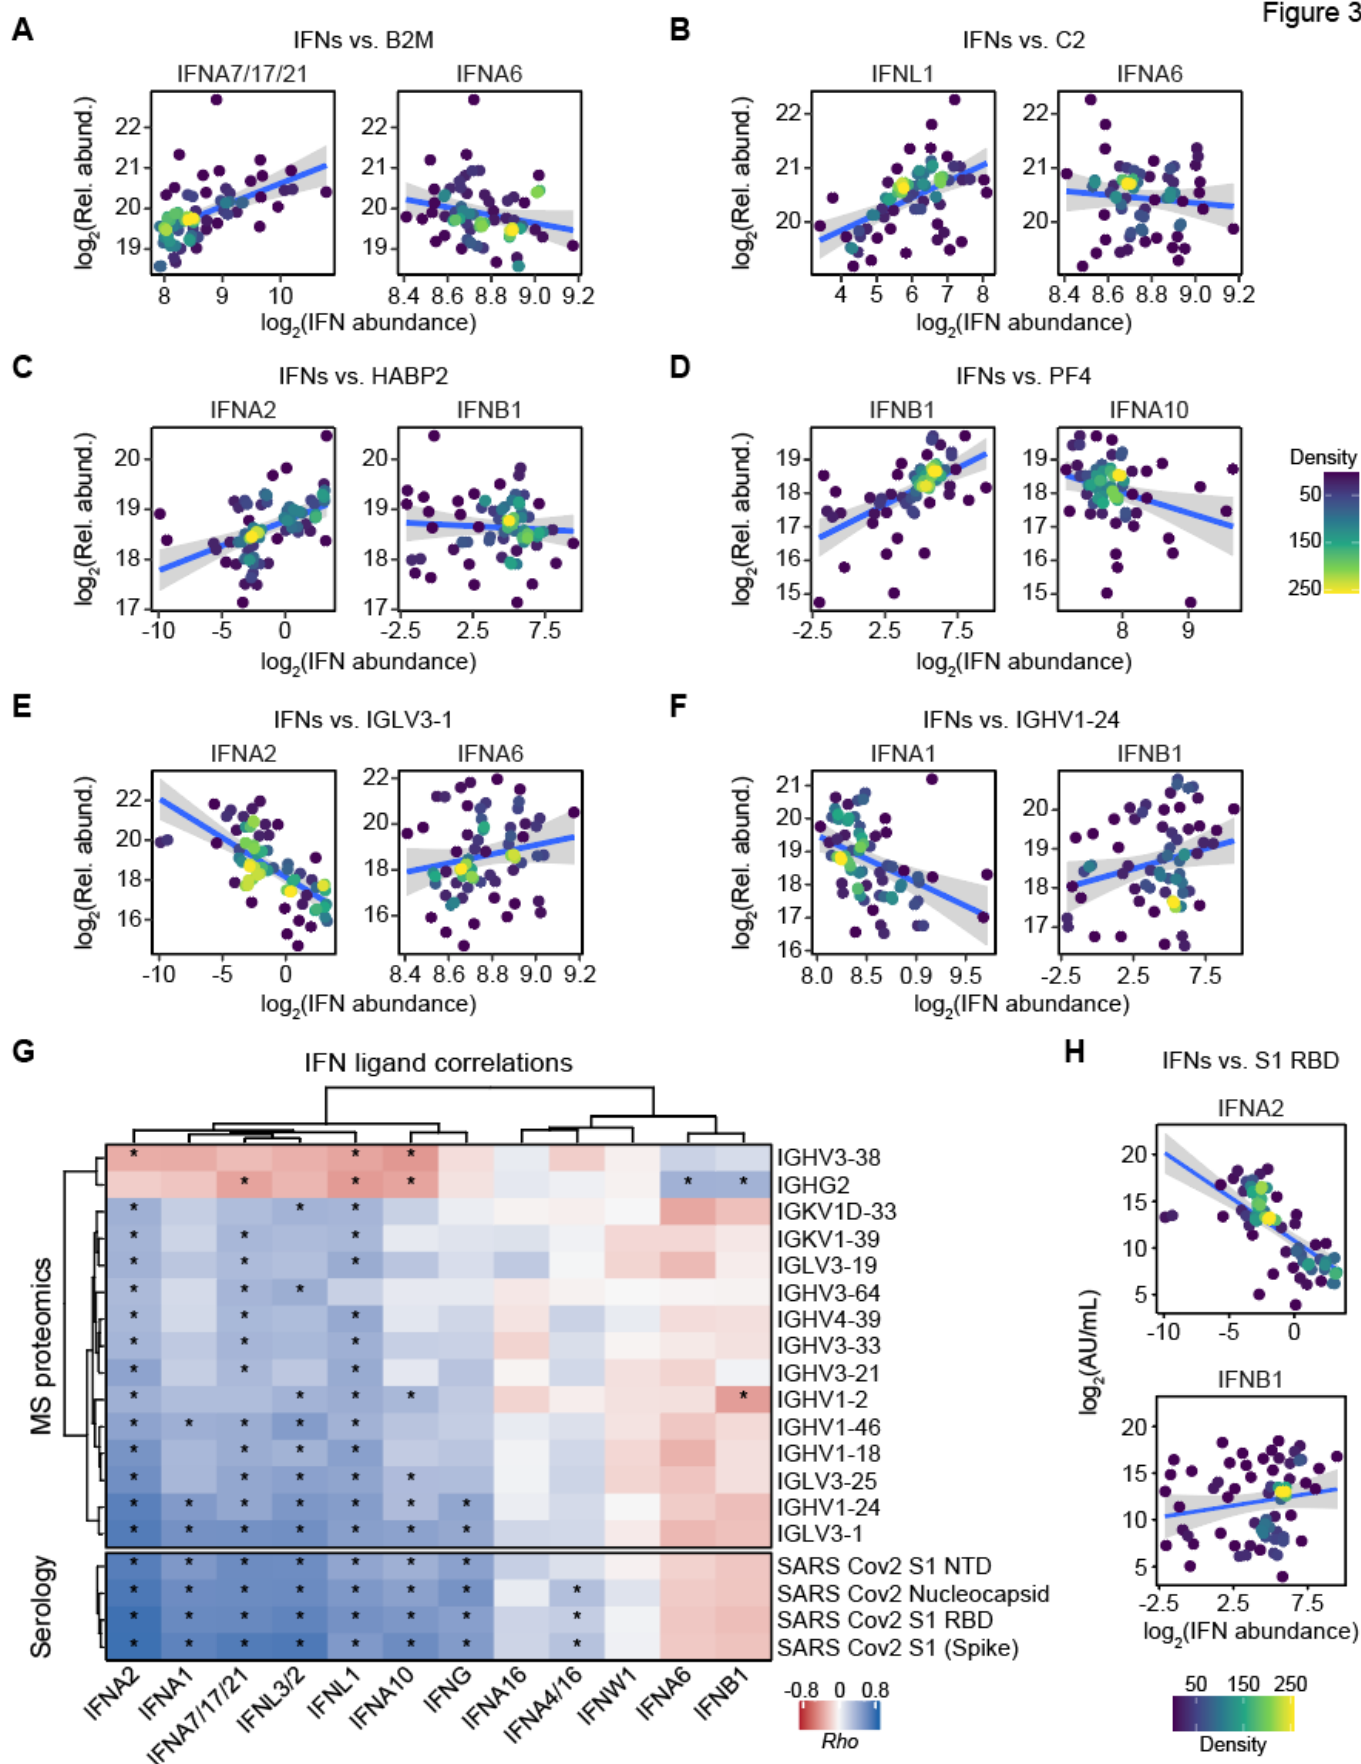 Figure 3
A
IFNs vs. B2M
IFNA7/17/21
IFNA6
log2(Rel. abund.)
22
21
20
19
8 9 10
22
21
20
19
8.4 8.6 8.8 9.0 9.2
log2(IFN abundance)
B
IFNs vs. C2
IFNL1
IFNA6
log2(Rel. abund.)
22
21
20
4 5 6 7 8
22
21
20
8.4 8.6 8.8 9.0 9.2
log2(IFN abundance)
C
IFNs vs. HABP2
IFNA2
IFNB1
log2(Rel. abund.)
20
19
18
17
-10 -5 0
20
19
18
17
-2.5 2.5 7.5
log2(IFN abundance)
D
IFNs vs. PF4
IFNB1
IFNA10
log2(Rel. abund.)
19
18
17
16
15
-2.5 2.5 7.5
19
18
17
16
15
8 9
log2(IFN abundance)
Density
50
150
250
E
IFNs vs. IGLV3-1
IFNA2
IFNA6
log2(Rel. abund.)
22
20
18
16
-10 -5 0
22
20
18
16
8.4 8.6 8.8 9.0 9.2
log2(IFN abundance)
F
IFNs vs. IGHV1-24
IFNA1
IFNB1
log2(Rel. abund.)
21
20
19
18
17
16
8.0 8.5 0.9 9.5
20
19
18
17
-2.5 2.5 7.5
log2(IFN abundance)
G
IFN ligand correlations
MS proteomics
* * * IGHV3-38
* * * * * IGHG2
* * * IGKV1D-33
* * * IGKV1-39
* * * IGLV3-19
* * * IGHV3-64
* * * IGHV4-39
* * * IGHV3-33
* * * IGHV3-21
* * * * * IGHV1-2
* * * * * IGHV1-46
* * * * IGHV1-18
* * * * * IGLV3-25
* * * * * * * IGHV1-24
* * * * * * * IGLV3-1
Serology
* * * * * * * SARS Cov2 S1 NTD
* * * * * * * * SARS Cov2 Nucleocapsid
* * * * * * * * SARS Cov2 S1 RBD
* * * * * * * * SARS Cov2 S1 (Spike)
IFNA2 IFNA1 IFNA7/17/21 IFNL3/2 IFNL1 IFNA10 IFNG IFNA16 IFNA4/16 IFNW1 IFNA6 IFNB1
-0.8 0 0.8
Rho
H
IFNs vs. S1 RBD
IFNA2
20
15
10
5
-10 -5 0
log2(AU/mL)
IFNB1
20
15
10
5
-2.5 2.5 7.5
log2(IFN abundance)
50 150 250
Density